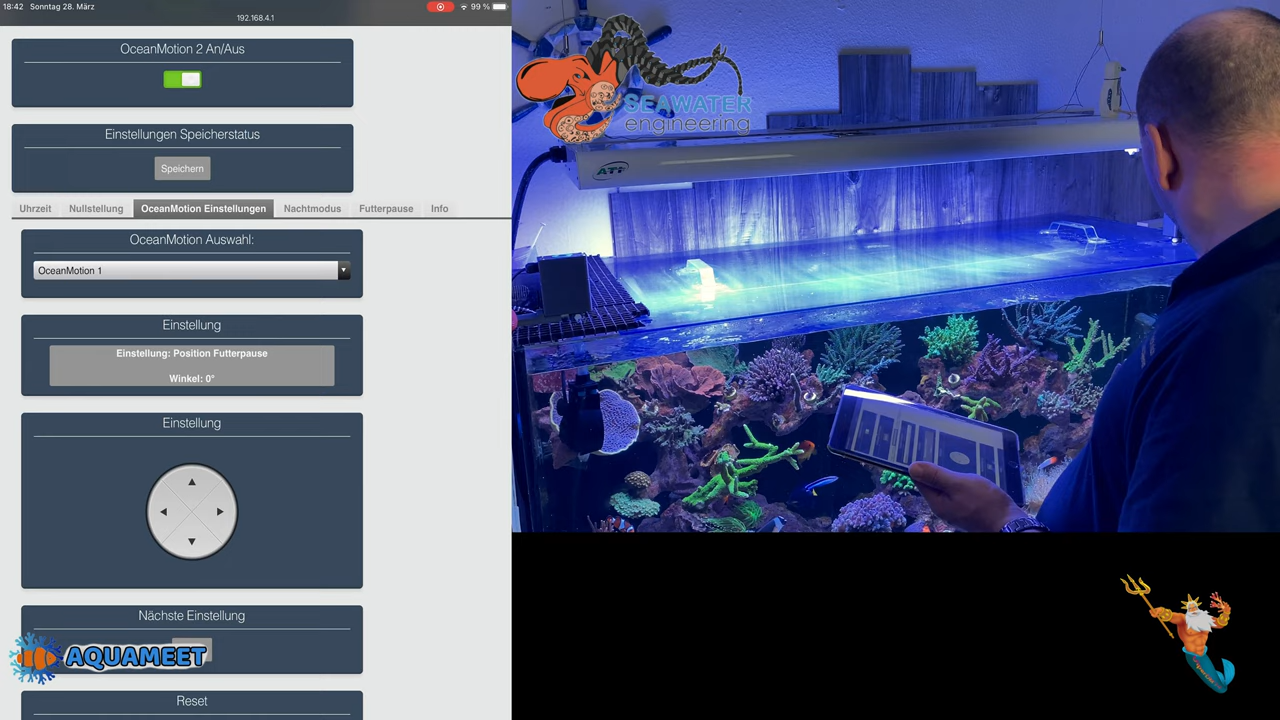 18:42 Sonntag 28. März
99 %
192.168.4.1
OceanMotion 2 An/Aus
Einstellungen Speicherstatus
Speichern
Uhrzeit Nullstellung OceanMotion Einstellungen Nachtmodus Futterpause Info
OceanMotion Auswahl:
OceanMotion 1
Einstellung
Einstellung: Position Futterpause
Winkel: 0°
Einstellung
Nächste Einstellung
AQUAMEET
Reset
SEAWATER
engineering
ATI